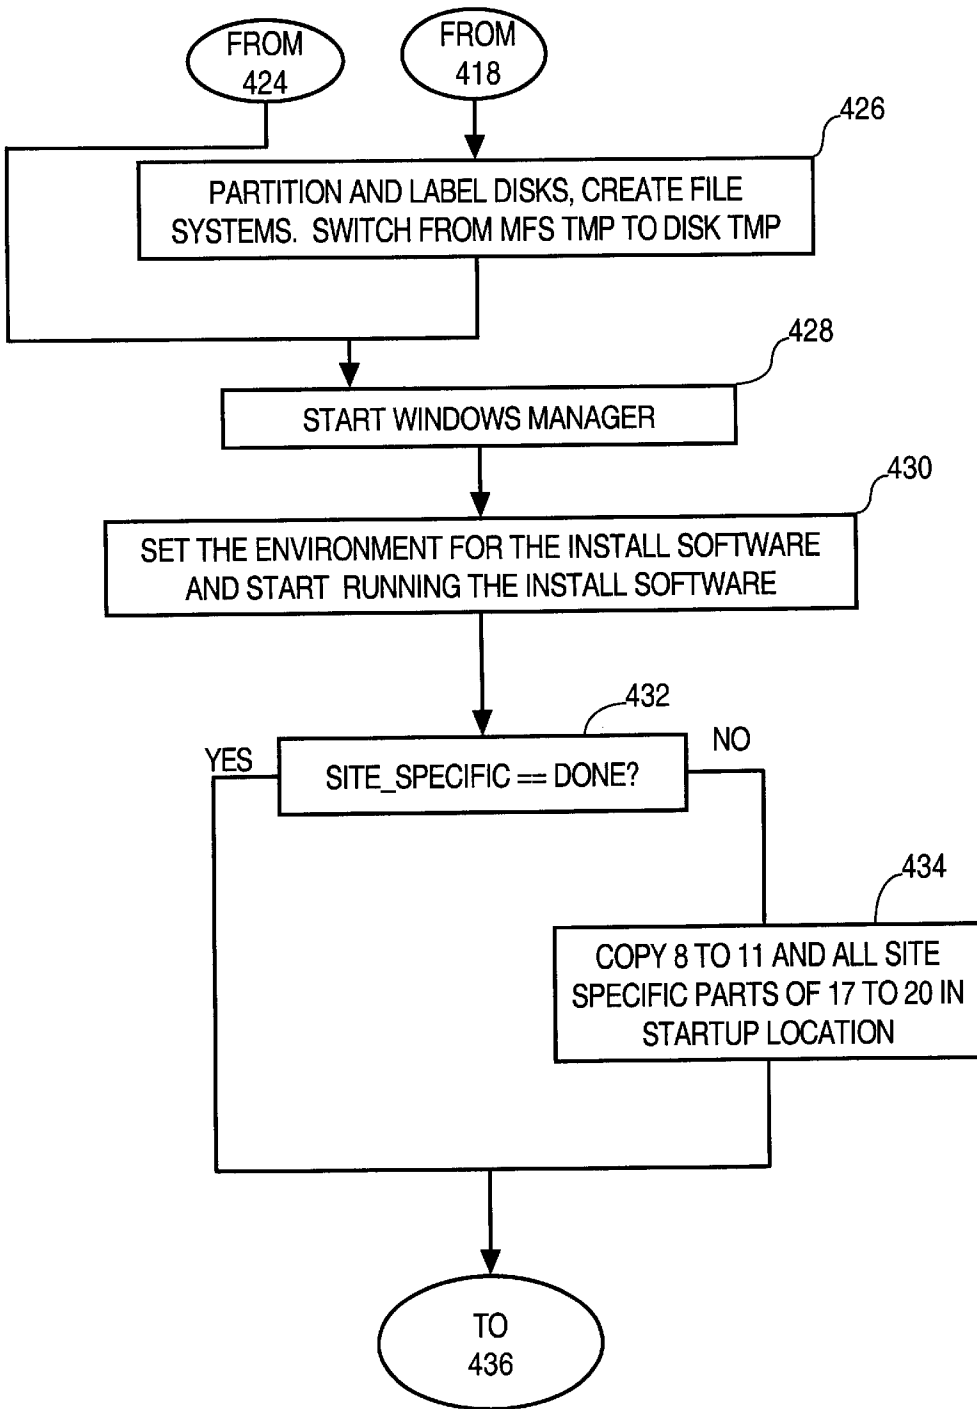 FROM
424
FROM
418
426
PARTITION AND LABEL DISKS, CREATE FILE
SYSTEMS. SWITCH FROM MFS TMP TO DISK TMP
428
START WINDOWS MANAGER
430
SET THE ENVIRONMENT FOR THE INSTALL SOFTWARE
AND START RUNNING THE INSTALL SOFTWARE
432
YES
NO
SITE_SPECIFIC == DONE?
434
COPY 8 TO 11 AND ALL SITE
SPECIFIC PARTS OF 17 TO 20 IN
STARTUP LOCATION
TO
436